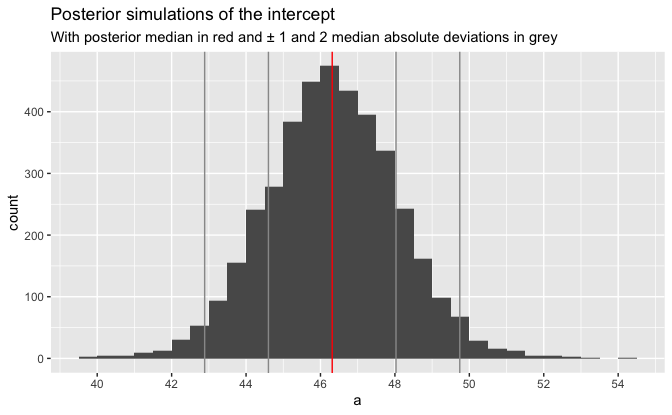 Posterior simulations of the intercept
With posterior median in red and ± 1 and 2 median absolute deviations in grey
400
300
200
100
0
count
40 42 44 46 48 50 52 54
a